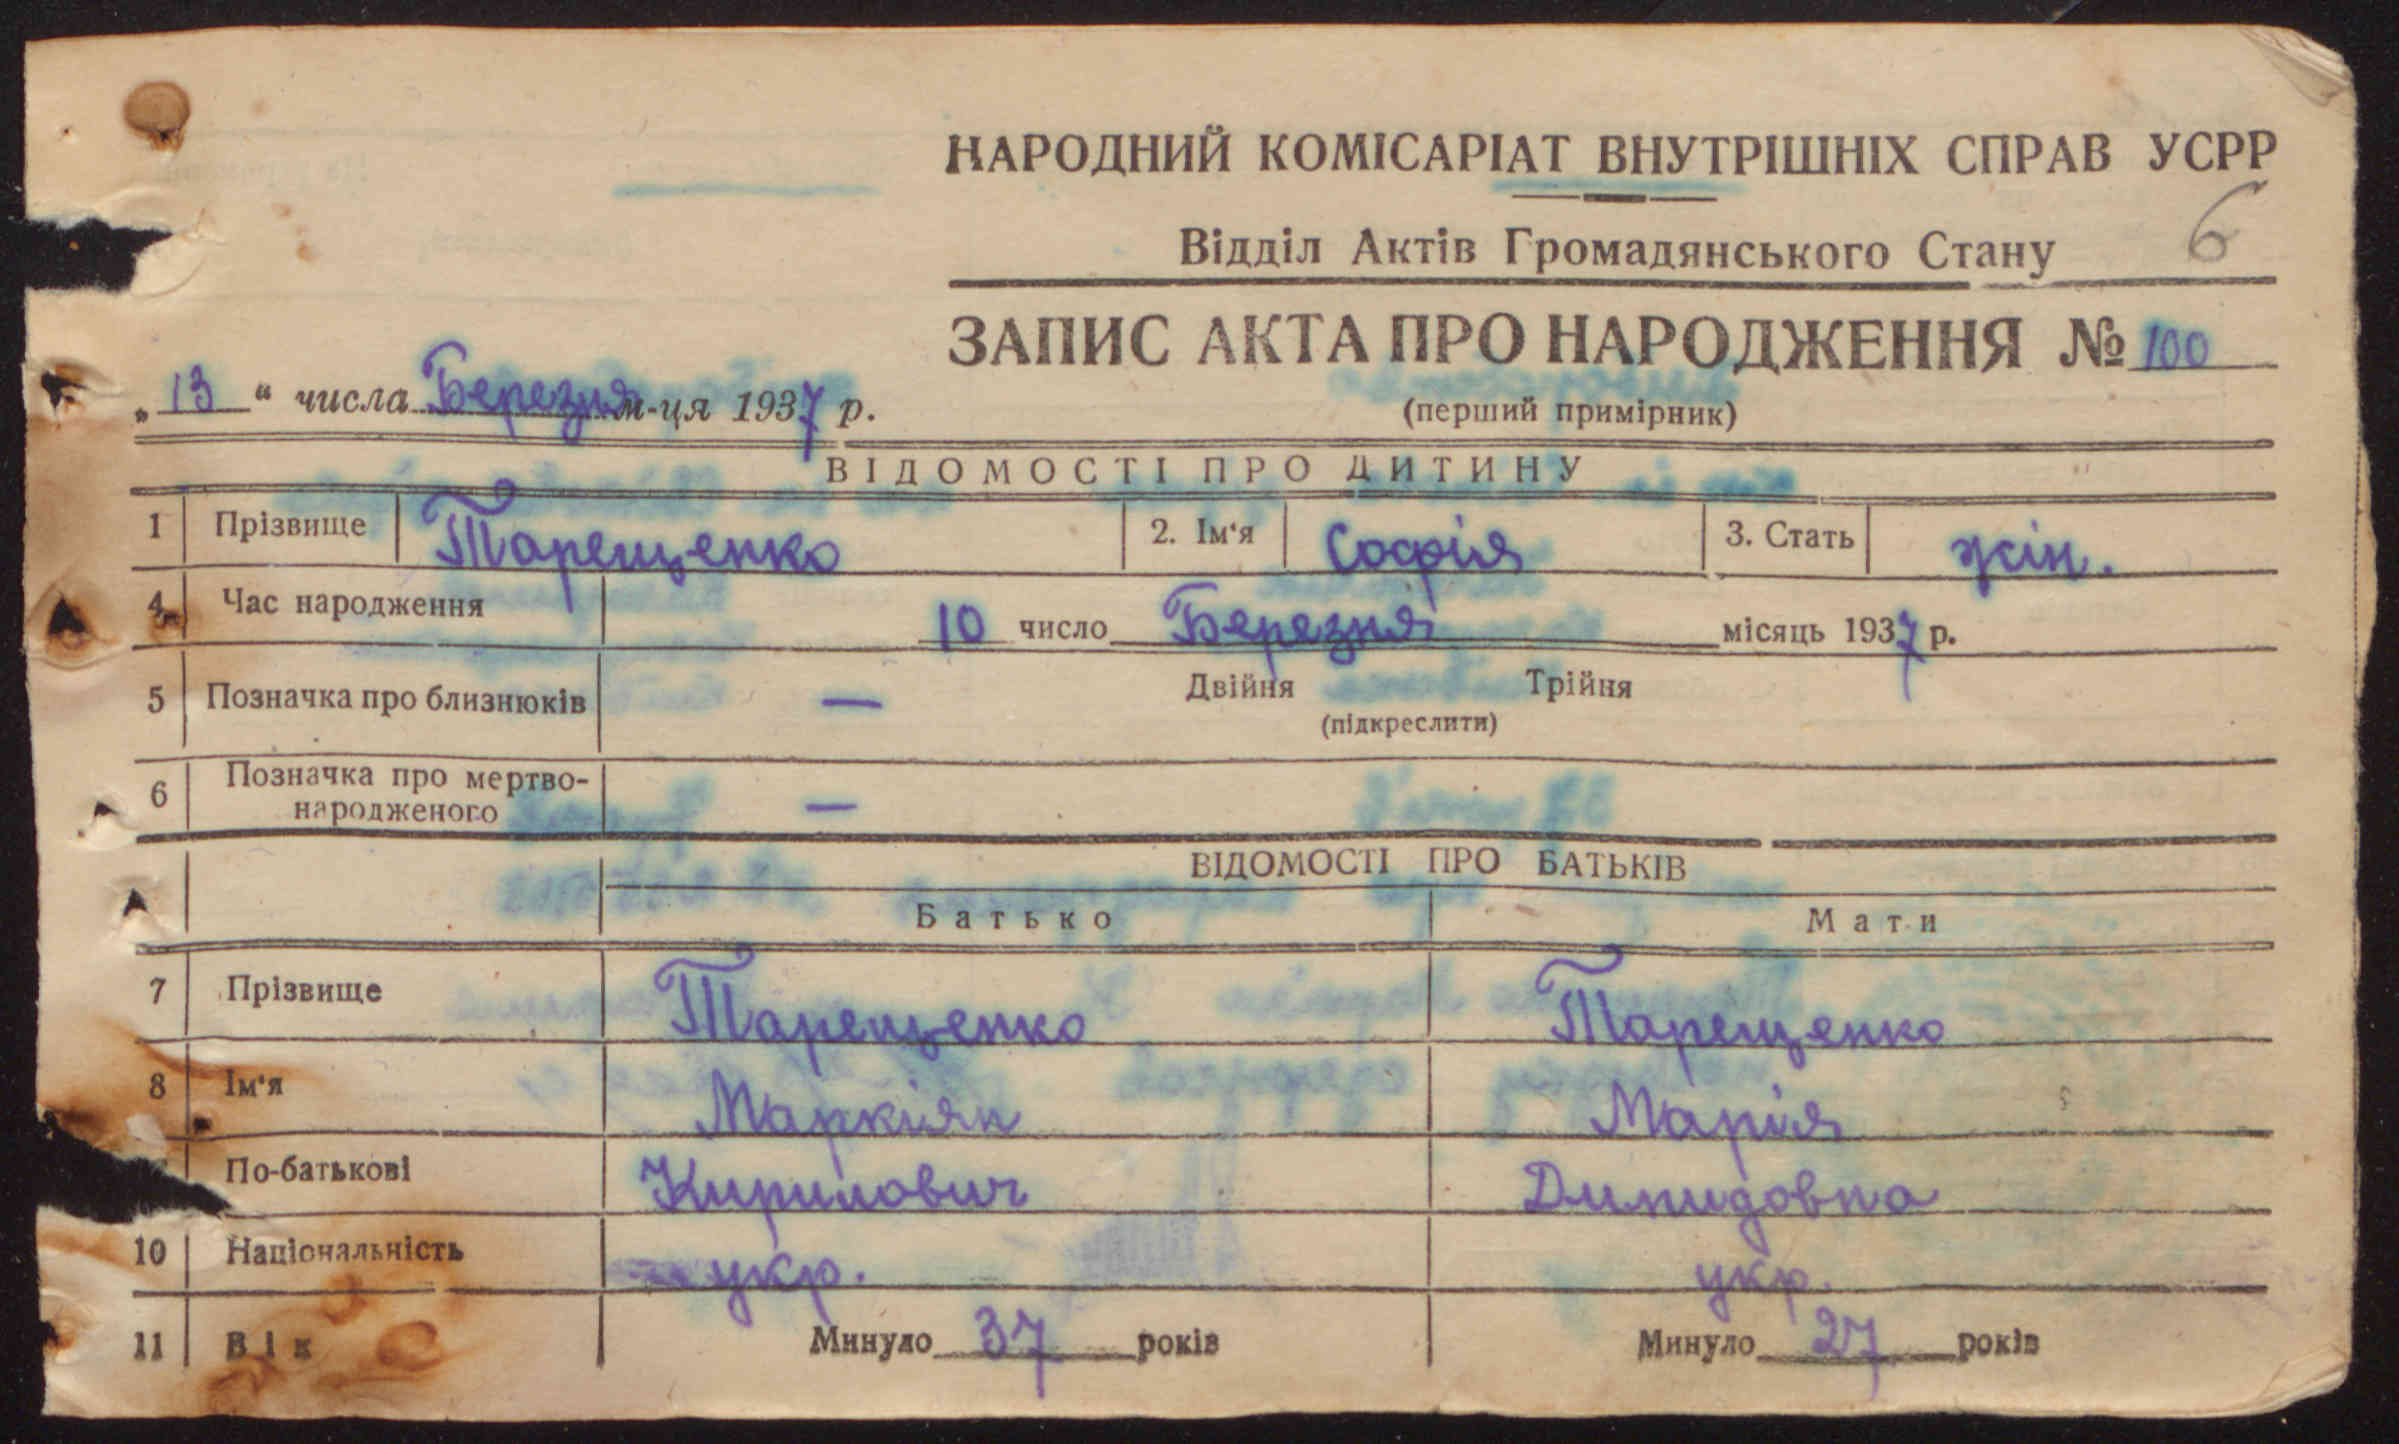 НАРОДНИЙ КОМІСАРІАТ ВНУТРІШНІХ СПРАВ УСРР
6
Відділ Актів Громадянського Стану
ЗАПИС АКТА ПРО НАРОДЖЕННЯ № 100
„13“ числа Березня м-ця 1937 р.
(перший примірник)
ВІДОМОСТІ ПРО ДИТИНУ
1 Прізвище Тарещенко 2. Ім'я Софія 3. Стать жін.
4 Час народження 10 число Березня місяць 1937 р.
5 Позначка про близнюків — Двійня Трійня
(підкреслити)
6 Позначка про мертво-
народженого —
ВІДОМОСТІ ПРО БАТЬКІВ
Батько Мати
7 Прізвище Тарещенко Тарещенко
8 Ім'я Маркіян Марія
По-батькові Кирилович Димидовна
10 Національність укр. укр.
11 Вік Минуло 37 років Минуло 27 років